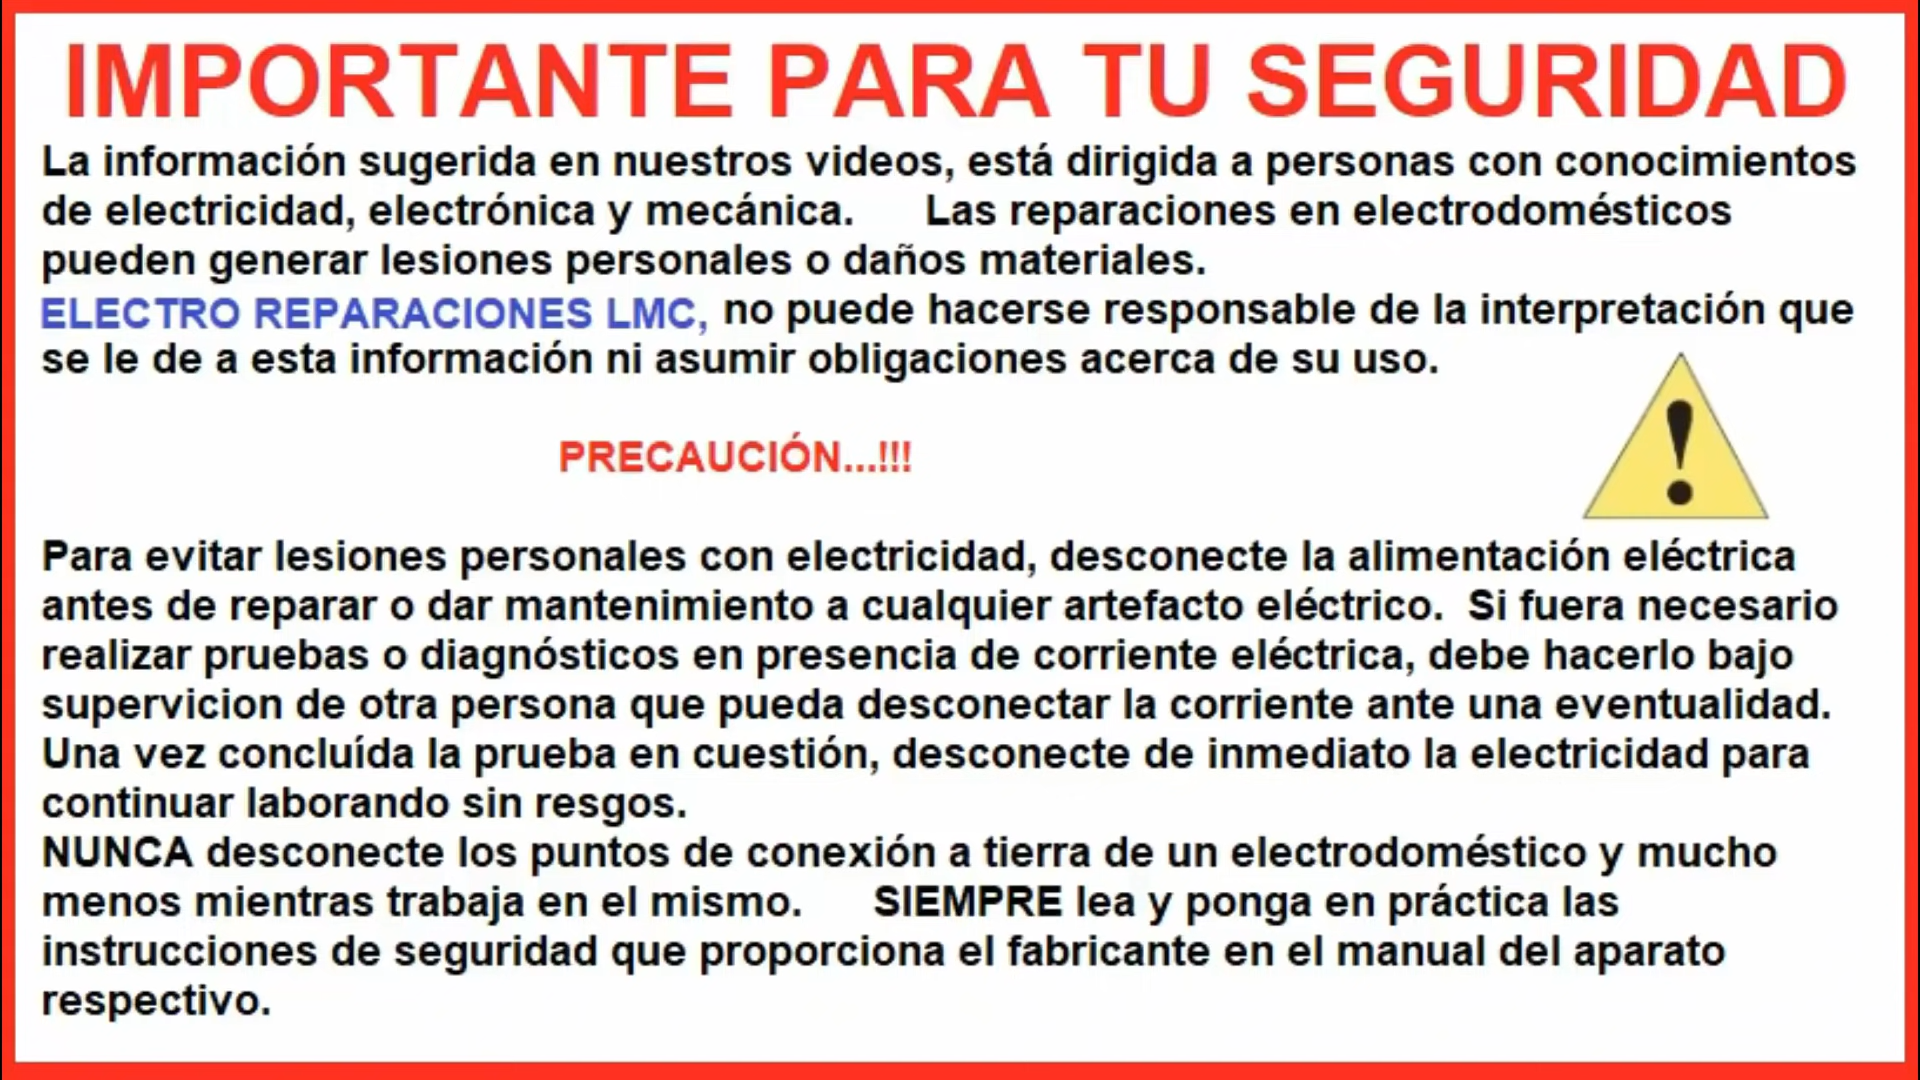 IMPORTANTE PARA TU SEGURIDAD
La información sugerida en nuestros videos, está dirigida a personas con conocimientos
de electricidad, electrónica y mecánica. Las reparaciones en electrodomésticos
pueden generar lesiones personales o daños materiales.
ELECTRO REPARACIONES LMC, no puede hacerse responsable de la interpretación que
se le de a esta información ni asumir obligaciones acerca de su uso.
PRECAUCIÓN...!!!
Para evitar lesiones personales con electricidad, desconecte la alimentación eléctrica
antes de reparar o dar mantenimiento a cualquier artefacto eléctrico. Si fuera necesario
realizar pruebas o diagnósticos en presencia de corriente eléctrica, debe hacerlo bajo
supervicion de otra persona que pueda desconectar la corriente ante una eventualidad.
Una vez concluída la prueba en cuestión, desconecte de inmediato la electricidad para
continuar laborando sin resgos.
NUNCA desconecte los puntos de conexión a tierra de un electrodoméstico y mucho
menos mientras trabaja en el mismo. SIEMPRE lea y ponga en práctica las
instrucciones de seguridad que proporciona el fabricante en el manual del aparato
respectivo.